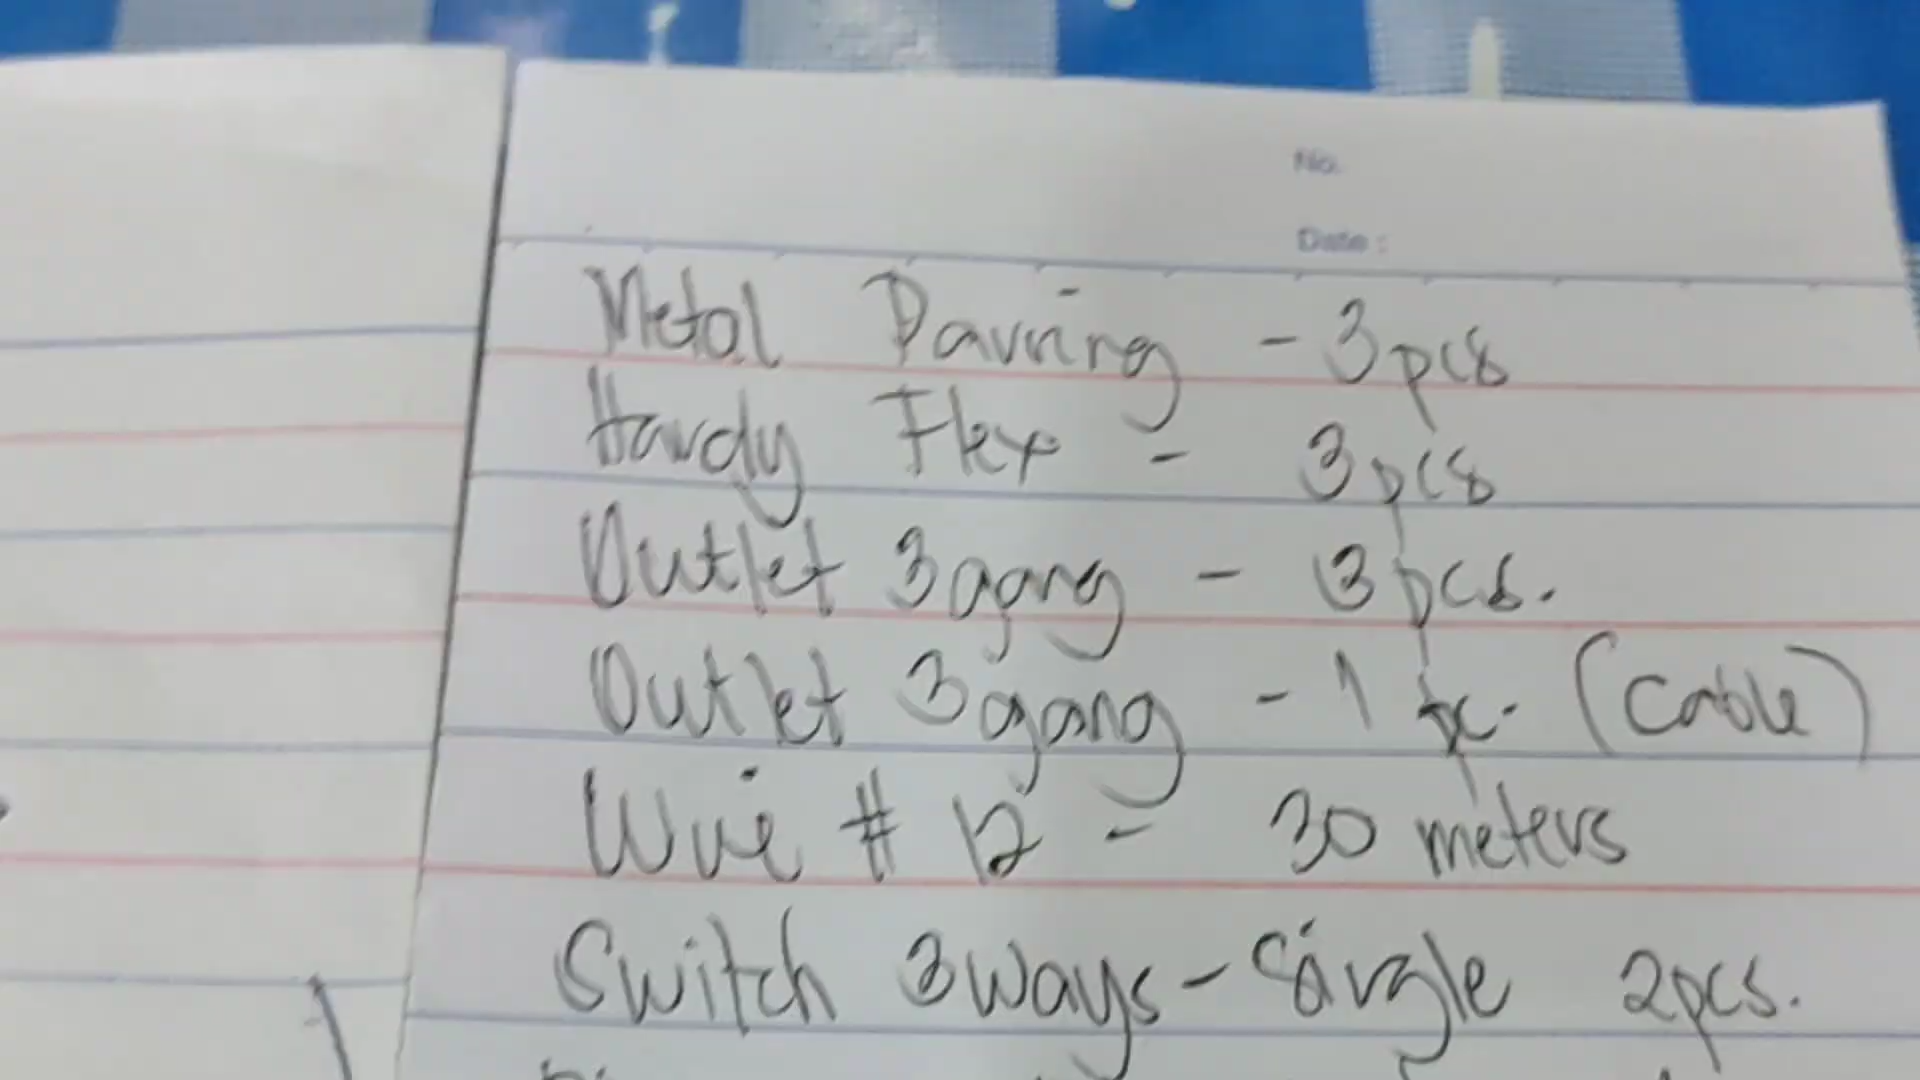 No.
Date :
Metal Davring - 3pcs
Hardy Flex - 3pcs
Outlet 3gang - 3pcs.
Outlet 3gang - 1 pc. (Cable)
Wire # 12 - 30 meters
Switch 3ways - Single 2pcs.